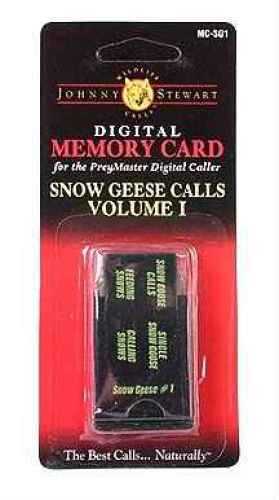 MC-SG1
WILDLIFE
JOHNNY STEWART
CALLS
DIGITAL
MEMORY CARD
for the PreyMaster Digital Caller
SNOW GEESE CALLS
VOLUME I
SNOW GOOSE
CALLS
FEEDING
SNOWS
SINGLE
SNOW GOOSE
CALLING
SNOWS
Snow Geese #1
The Best Calls... Naturally™